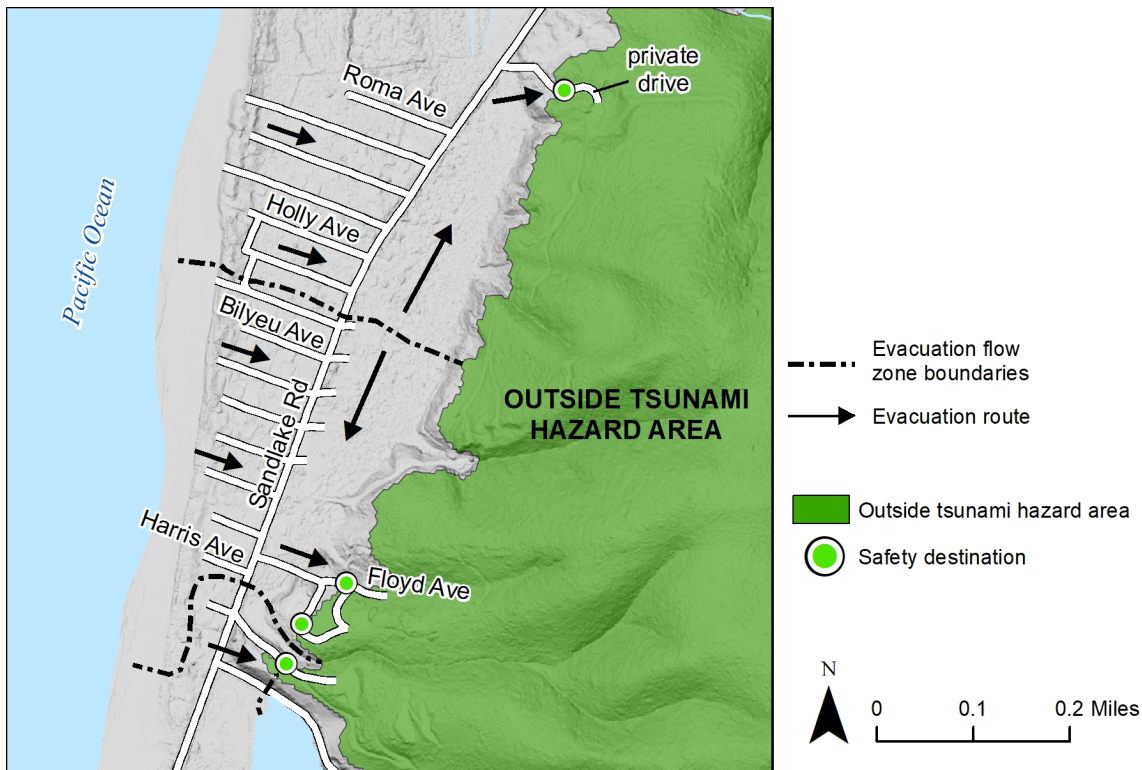 private
drive
Roma Ave
Pacific Ocean
Holly Ave
Bilyeu Ave
Sandlake Rd
OUTSIDE TSUNAMI
HAZARD AREA
Harris Ave
Floyd Ave
Evacuation flow
zone boundaries
Evacuation route
Outside tsunami hazard area
Safety destination
N
0 0.1 0.2 Miles